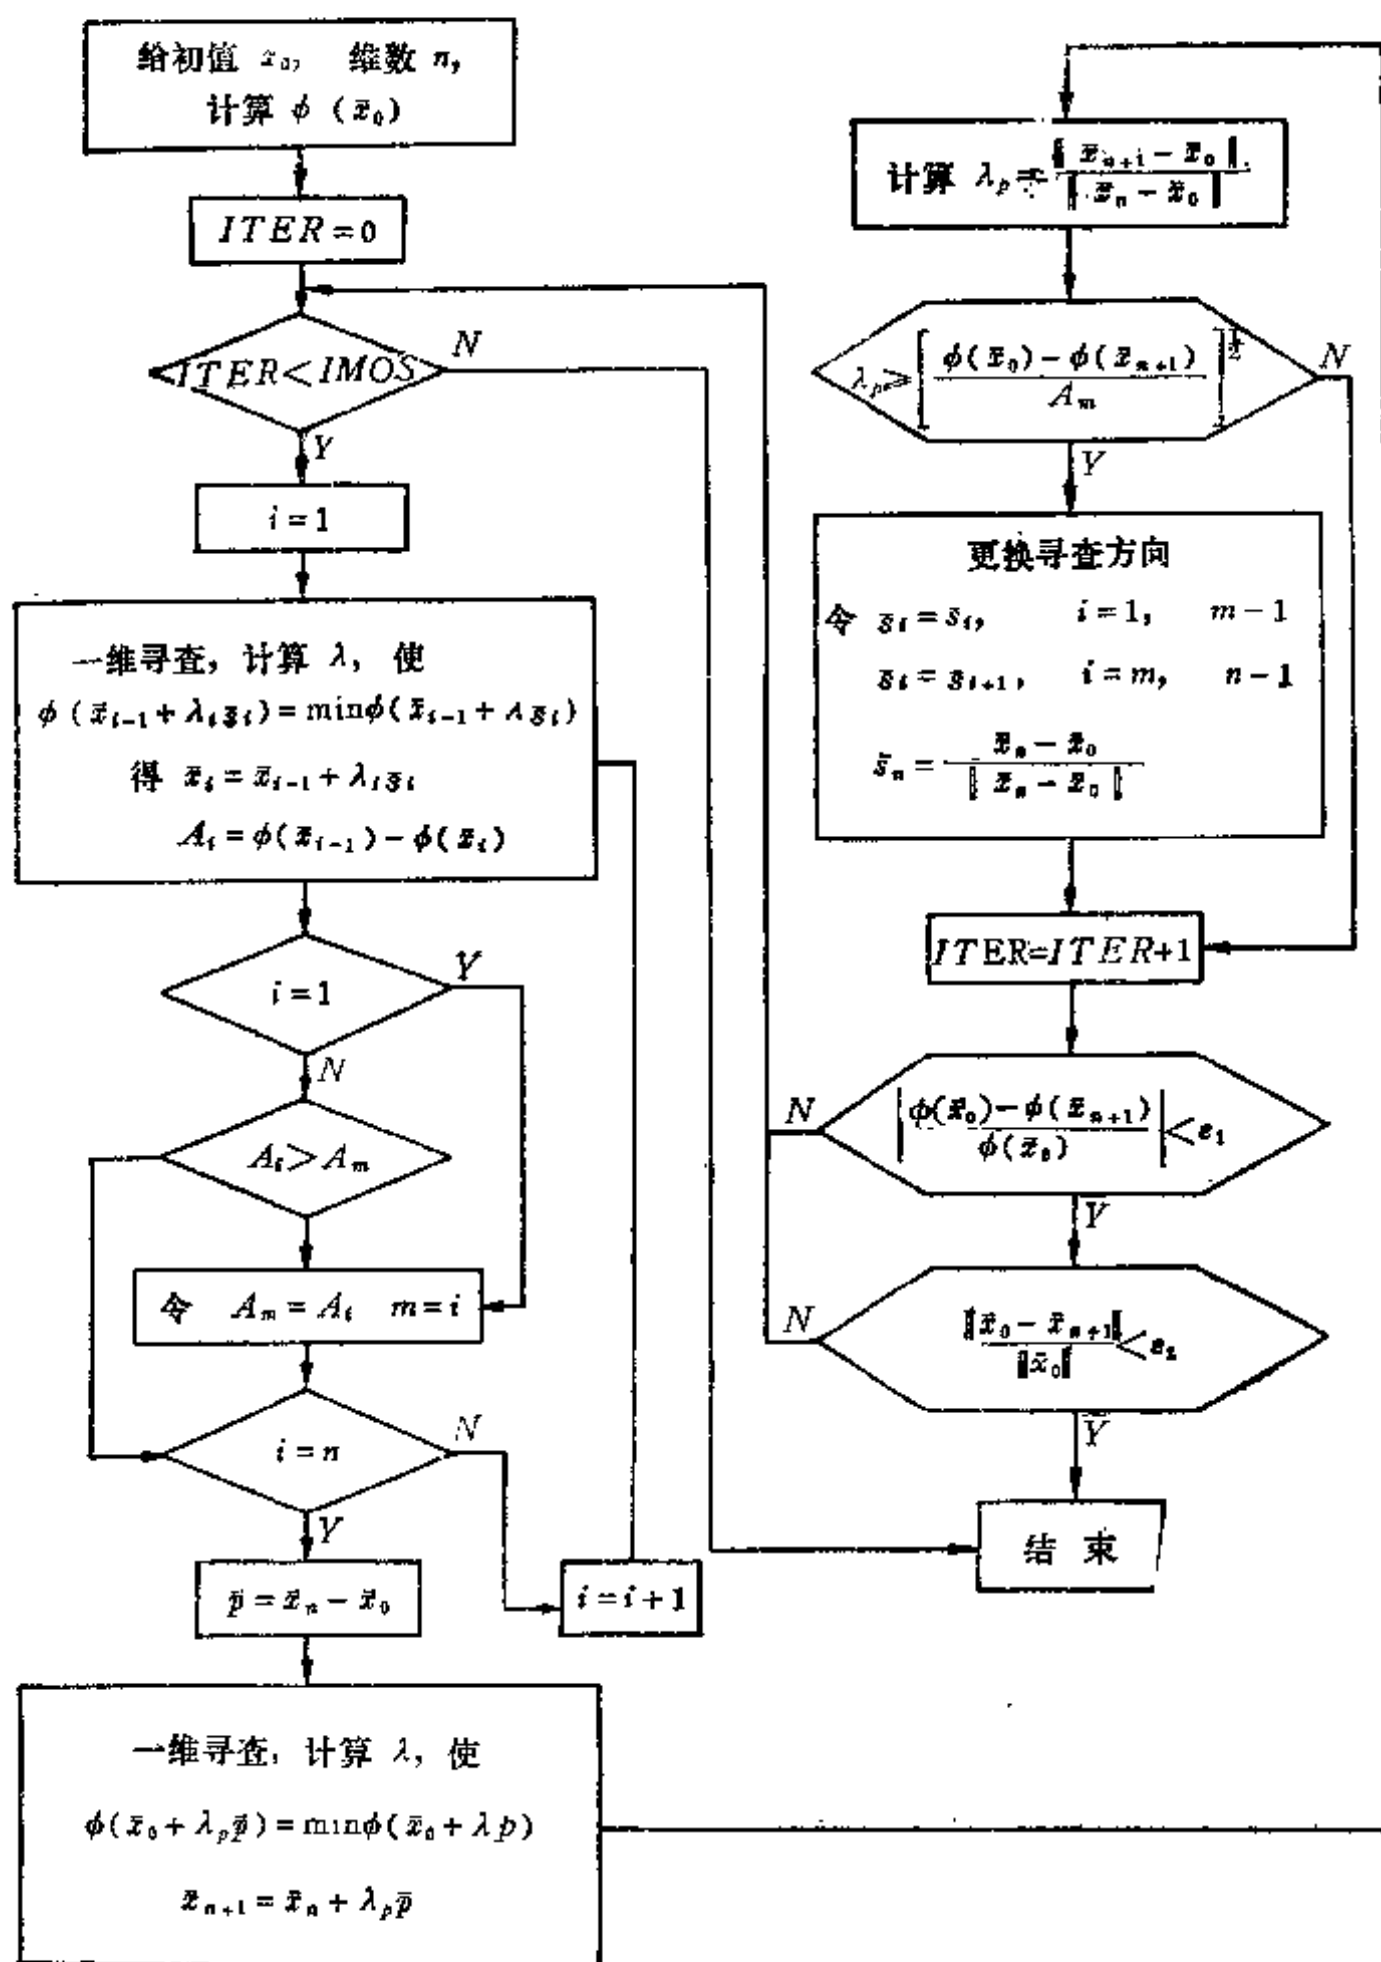 给初值 x₀, 维数 n,
计算 ϕ (x̄₀)
ITER=0
ITER<IMOS
N
Y
i=1
一维寻查, 计算 λ, 使
ϕ (x̄ᵢ₋₁+λᵢs̄ᵢ)=minϕ(x̄ᵢ₋₁+λs̄ᵢ)
得 x̄ᵢ=x̄ᵢ₋₁+λᵢs̄ᵢ
Aᵢ=ϕ(x̄ᵢ₋₁)-ϕ(x̄ᵢ)
i=1
Y
N
Aᵢ>Aₘ
令 Aₘ=Aᵢ m=i
i=n
N
Y
i=i+1
p̄=x̄ₙ-x̄₀
一维寻查, 计算 λ, 使
ϕ(x̄₀+λₚp̄)=minϕ(x̄₀+λp)
x̄ₙ₊₁=x̄ₙ+λₚp̄
计算 λₚ=‖x̄ₙ₊₁-x̄₀‖/‖x̄ₙ-x̄₀‖
λₚ≥[(ϕ(x̄₀)-ϕ(x̄ₙ₊₁))/Aₘ]^½
N
Y
更换寻查方向
令 s̄ᵢ=s̄ᵢ, i=1, m-1
s̄ᵢ=s̄ᵢ₊₁, i=m, n-1
s̄ₙ=(x̄ₙ-x̄₀)/‖x̄ₙ-x̄₀‖
ITER=ITER+1
|(ϕ(x̄₀)-ϕ(x̄ₙ₊₁))/ϕ(x̄₀)|<ε₁
N
Y
‖x̄₀-x̄ₙ₊₁‖/‖x̄₀‖<ε₂
N
Y
结 束